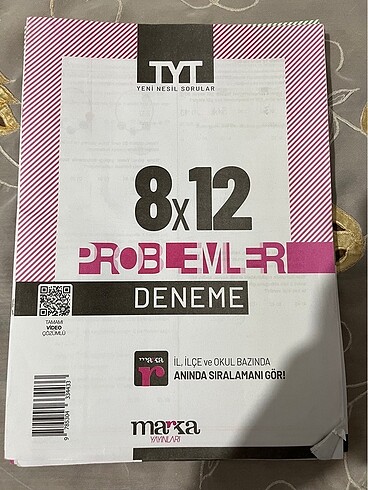 TYT
YENİ NESİL SORULAR
8x12
PROBLEMLER
DENEME
TAMAMI
VİDEO
ÇÖZÜMLÜ
marka
r
İL, İLÇE ve OKUL BAZINDA
ANINDA SIRALAMANI GÖR!
marka
YAYINLARI